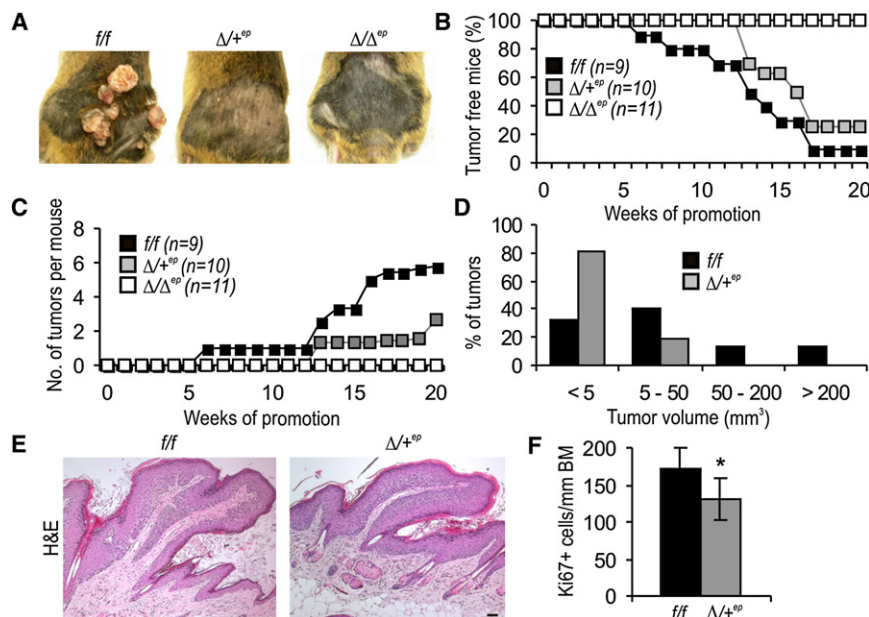 A
f/f
Δ/+ep
Δ/Δep
B
Tumor free mice (%)
100
80
60
40
20
0
f/f (n=9)
Δ/+ep (n=10)
Δ/Δep (n=11)
0 5 10 15 20
Weeks of promotion
C
No. of tumors per mouse
8
6
4
2
0
f/f (n=9)
Δ/+ep (n=10)
Δ/Δep (n=11)
0 5 10 15 20
Weeks of promotion
D
% of tumors
100
80
60
40
20
0
f/f
Δ/+ep
< 5 5 - 50 50 - 200 > 200
Tumor volume (mm³)
E
f/f
Δ/+ep
H&E
F
Ki67+ cells/mm BM
200
150
100
50
0
*
f/f Δ/+ep